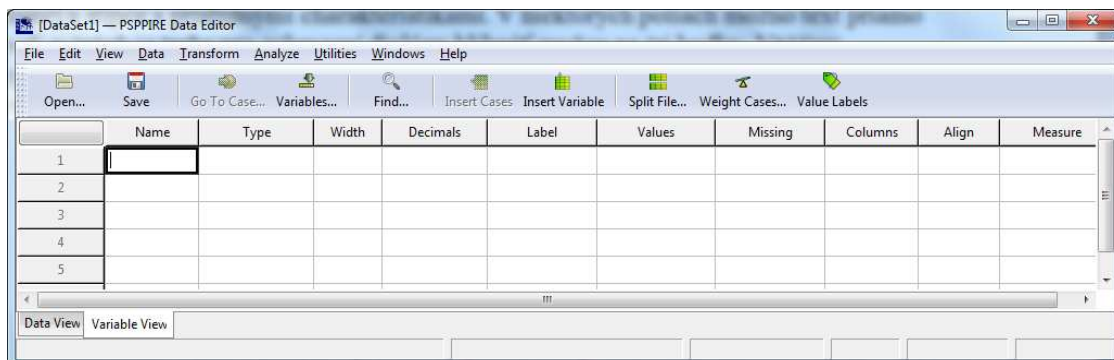 [DataSet1] — PSPPIRE Data Editor
File Edit View Data Transform Analyze Utilities Windows Help
Open... Save Go To Case... Variables... Find... Insert Cases Insert Variable Split File... Weight Cases... Value Labels
Name Type Width Decimals Label Values Missing Columns Align Measure
1
2
3
4
5
Data View Variable View